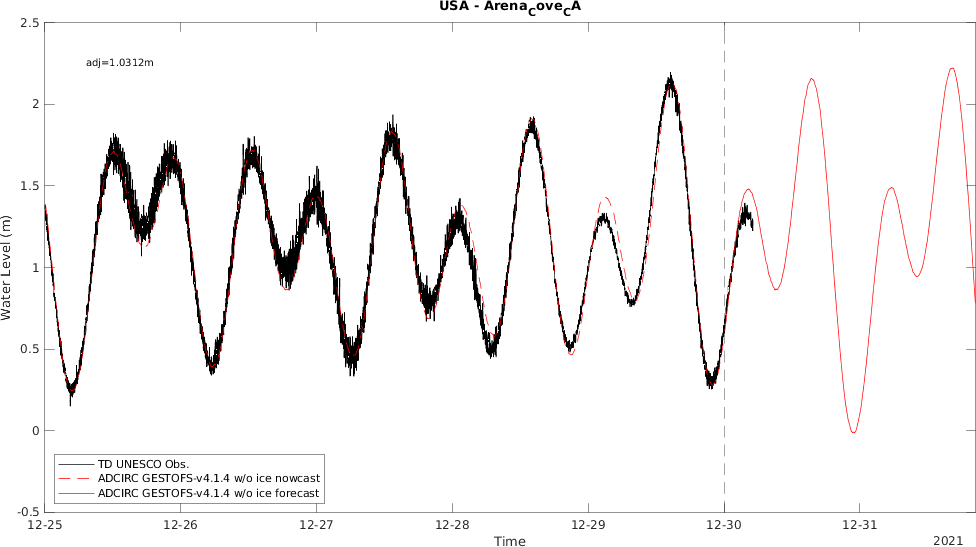 USA - ArenaCoveCA
adj=1.0312m
2.5
2
1.5
1
0.5
0
-0.5
Water Level (m)
TD UNESCO Obs.
ADCIRC GESTOFS-v4.1.4 w/o ice nowcast
ADCIRC GESTOFS-v4.1.4 w/o ice forecast
12-25 12-26 12-27 12-28 12-29 12-30 12-31
Time
2021